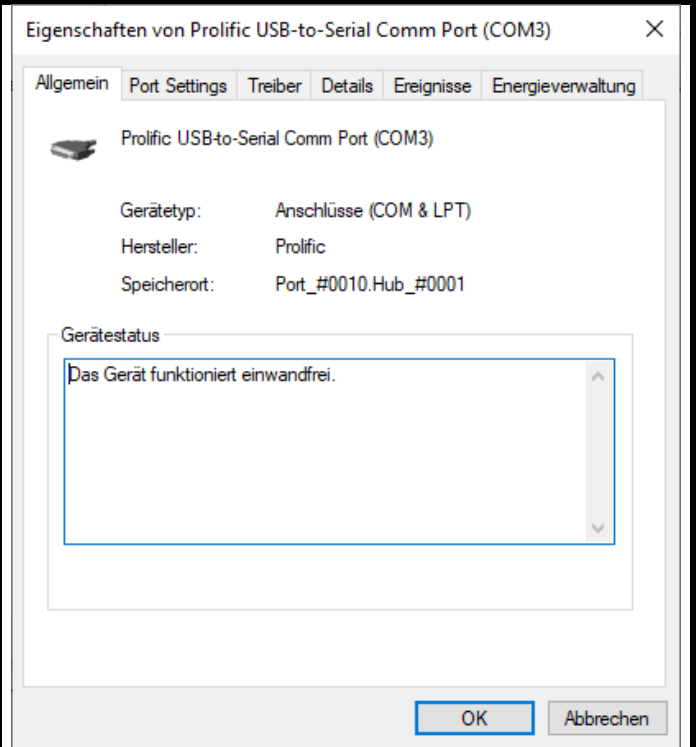 Eigenschaften von Prolific USB-to-Serial Comm Port (COM3)
Allgemein Port Settings Treiber Details Ereignisse Energieverwaltung
Prolific USB-to-Serial Comm Port (COM3)
Gerätetyp: Anschlüsse (COM & LPT)
Hersteller: Prolific
Speicherort: Port_#0010.Hub_#0001
Gerätestatus
Das Gerät funktioniert einwandfrei.
OK Abbrechen